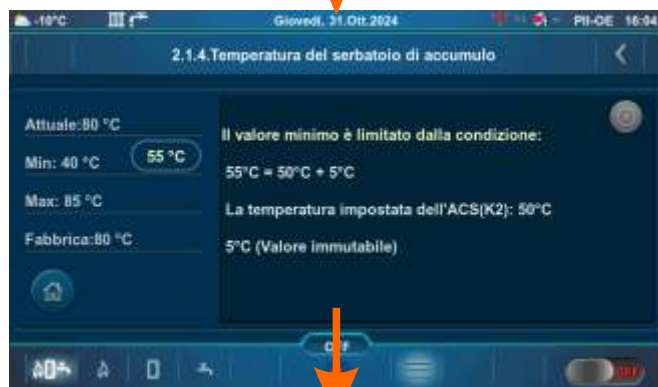 -10°C Giovedì, 31.Ott.2024 PII-OE 16:04
2.1.4.Temperatura del serbatoio di accumulo
Attuale:80 °C
Min: 40 °C
55 °C
Max: 85 °C
Fabbrica:80 °C
Il valore minimo è limitato dalla condizione:
55°C = 50°C + 5°C
La temperatura impostata dell'ACS(K2): 50°C
5°C (Valore immutabile)
OFF